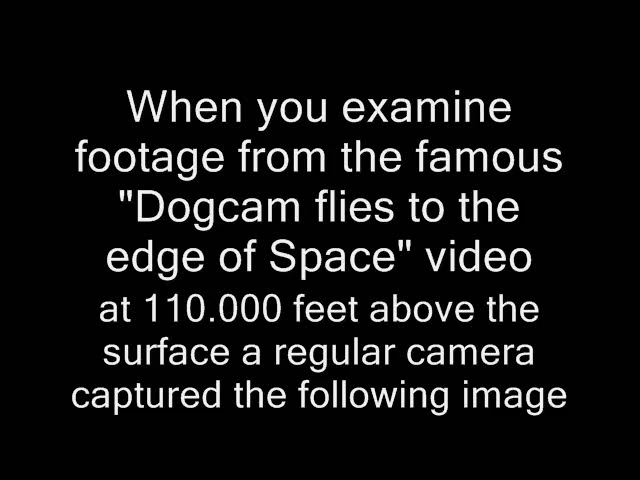 When you examine
footage from the famous
"Dogcam flies to the
edge of Space" video
at 110.000 feet above the
surface a regular camera
captured the following image